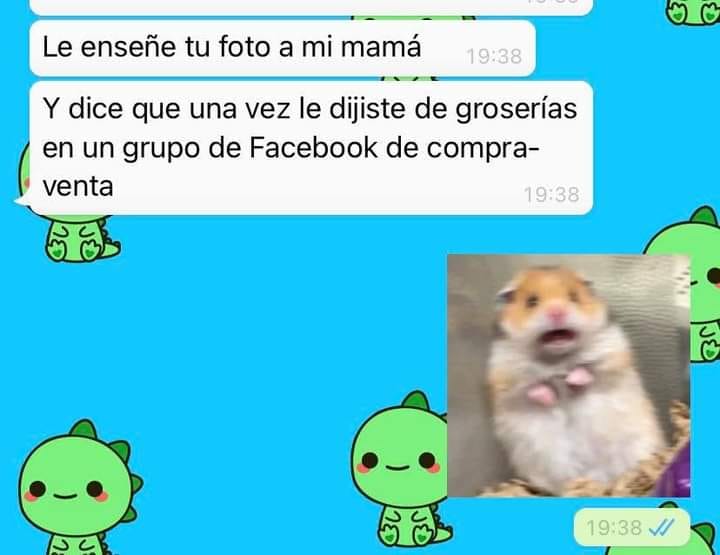 Le enseñe tu foto a mi mamá
19:38
Y dice que una vez le dijiste de groserías
en un grupo de Facebook de compra-
venta
19:38
19:38